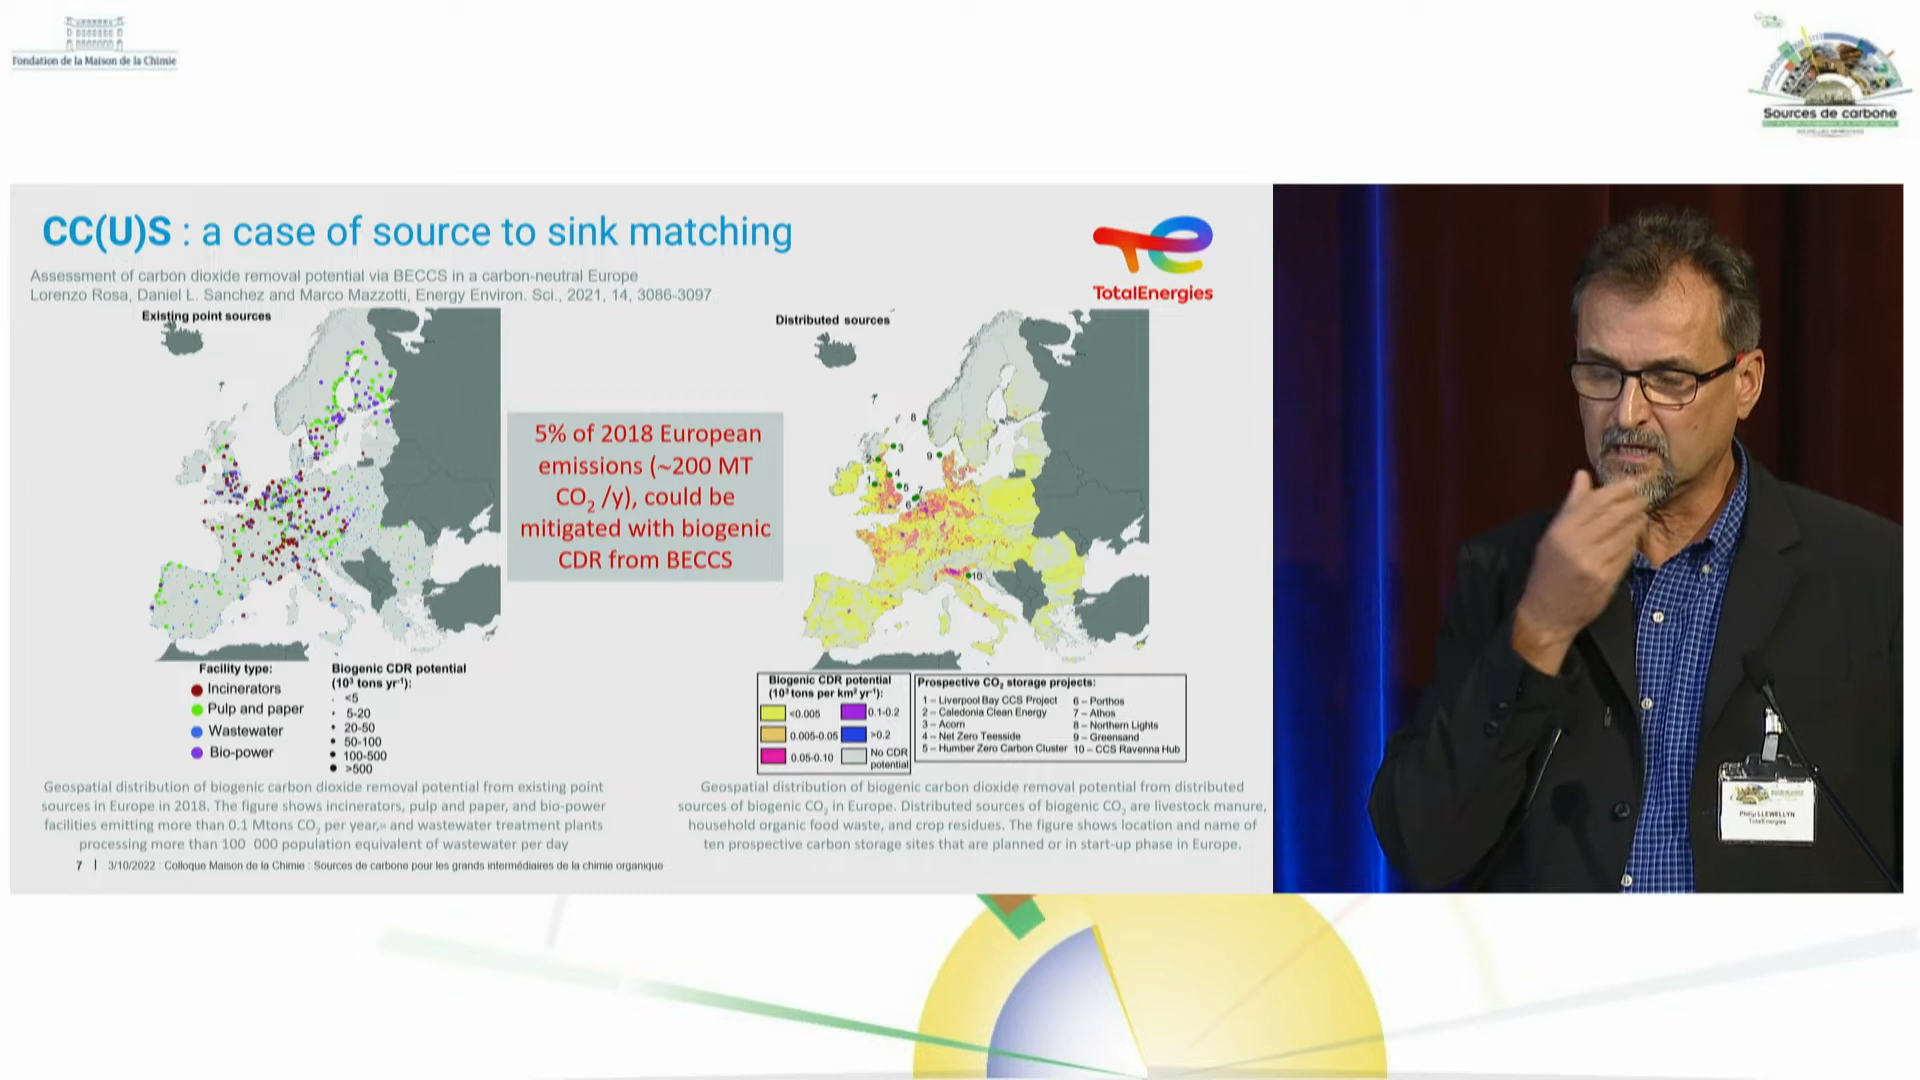 Fondation de la Maison de la Chimie
Sources de carbone
CC(U)S : a case of source to sink matching
TotalEnergies
Assessment of carbon dioxide removal potential via BECCS in a carbon-neutral Europe
Lorenzo Rosa, Daniel L. Sanchez and Marco Mazzotti, Energy Environ. Sci., 2021, 14, 3086-3097
Existing point sources
Facility type:
Incinerators
Pulp and paper
Wastewater
Bio-power
Biogenic CDR potential
(10³ tons yr⁻¹):
<5
5-20
20-50
50-100
100-500
>500
Geospatial distribution of biogenic carbon dioxide removal potential from existing point
sources in Europe in 2018. The figure shows incinerators, pulp and paper, and bio-power
facilities emitting more than 0.1 Mtons CO₂ per year, and wastewater treatment plants
processing more than 100 000 population equivalent of wastewater per day
5% of 2018 European
emissions (~200 MT
CO₂ /y), could be
mitigated with biogenic
CDR from BECCS
Distributed sources
8
3
9
2
4
1
5
7
6
10
Biogenic CDR potential
(10³ tons per km² yr⁻¹):
<0.005
0.005-0.05
0.05-0.10
0.1-0.2
>0.2
No CDR
potential
Prospective CO₂ storage projects:
1 – Liverpool Bay CCS Project
2 – Caledonia Clean Energy
3 – Acorn
4 – Net Zero Teesside
5 – Humber Zero Carbon Cluster
6 – Porthos
7 – Athos
8 – Northern Lights
9 – Greensand
10 – CCS Ravenna Hub
Geospatial distribution of biogenic carbon dioxide removal potential from distributed
sources of biogenic CO₂ in Europe. Distributed sources of biogenic CO₂ are livestock manure,
household organic food waste, and crop residues. The figure shows location and name of
ten prospective carbon storage sites that are planned or in start-up phase in Europe.
7 | 3/10/2022 : Colloque Maison de la Chimie : Sources de carbone pour les grands intermédiaires de la chimie organique
Philip LLEWELLYN
TotalEnergies